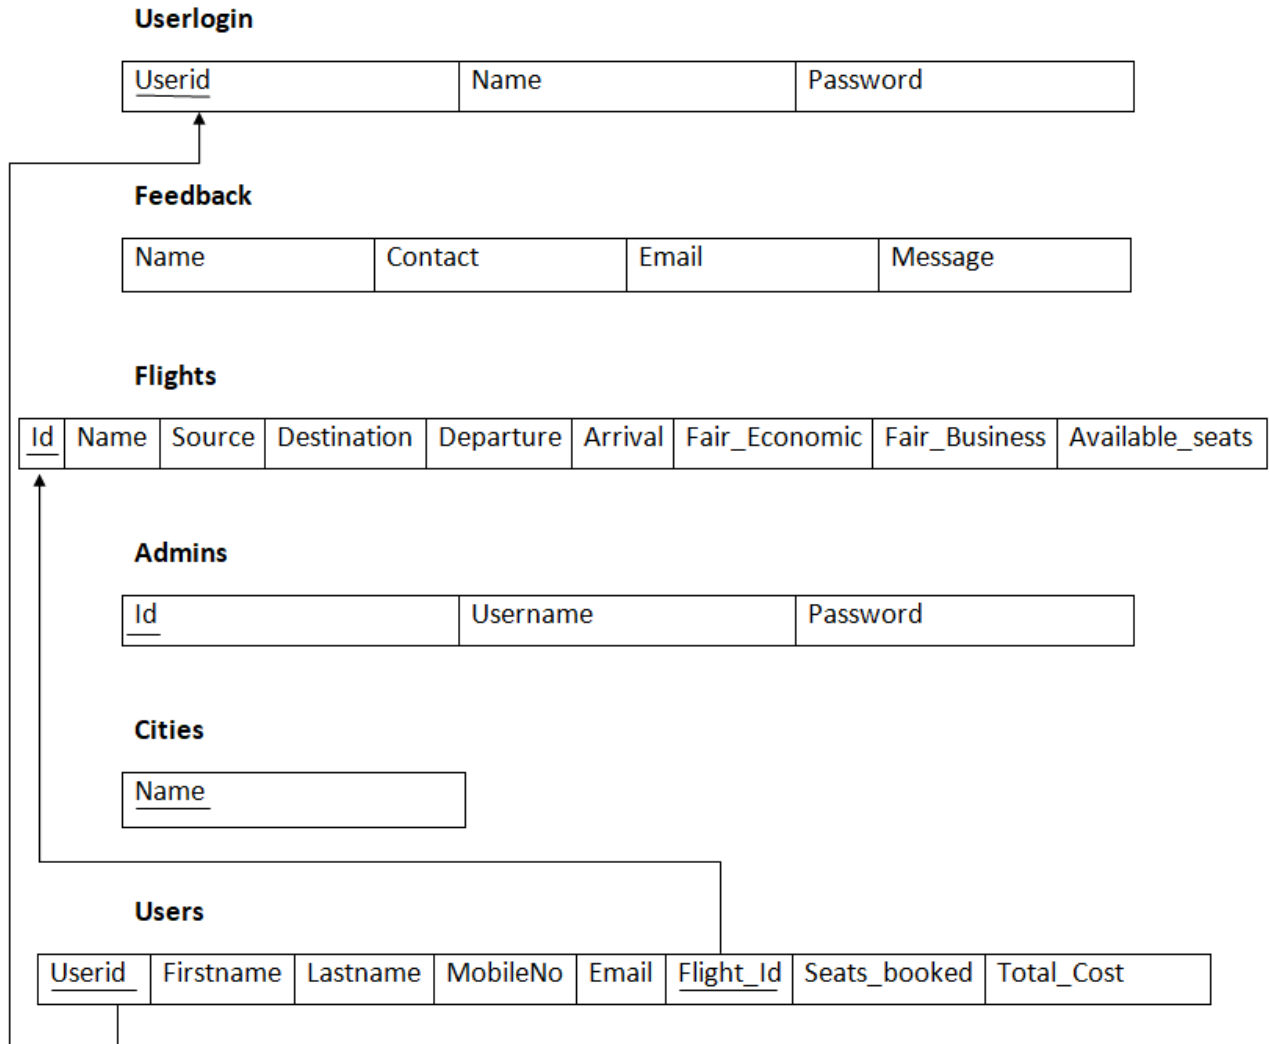 Userlogin
Userid Name Password
Feedback
Name Contact Email Message
Flights
Id Name Source Destination Departure Arrival Fair_Economic Fair_Business Available_seats
Admins
Id Username Password
Cities
Name
Users
Userid Firstname Lastname MobileNo Email Flight_Id Seats_booked Total_Cost